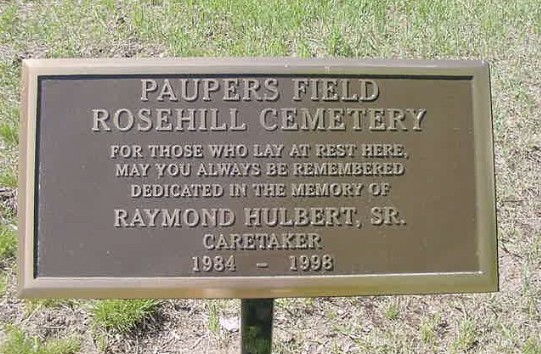 PAUPERS FIELD
ROSEHILL CEMETERY
FOR THOSE WHO LAY AT REST HERE,
MAY YOU ALWAYS BE REMEMBERED
DEDICATED IN THE MEMORY OF
RAYMOND HULBERT, SR.
CARETAKER
1984 - 1998